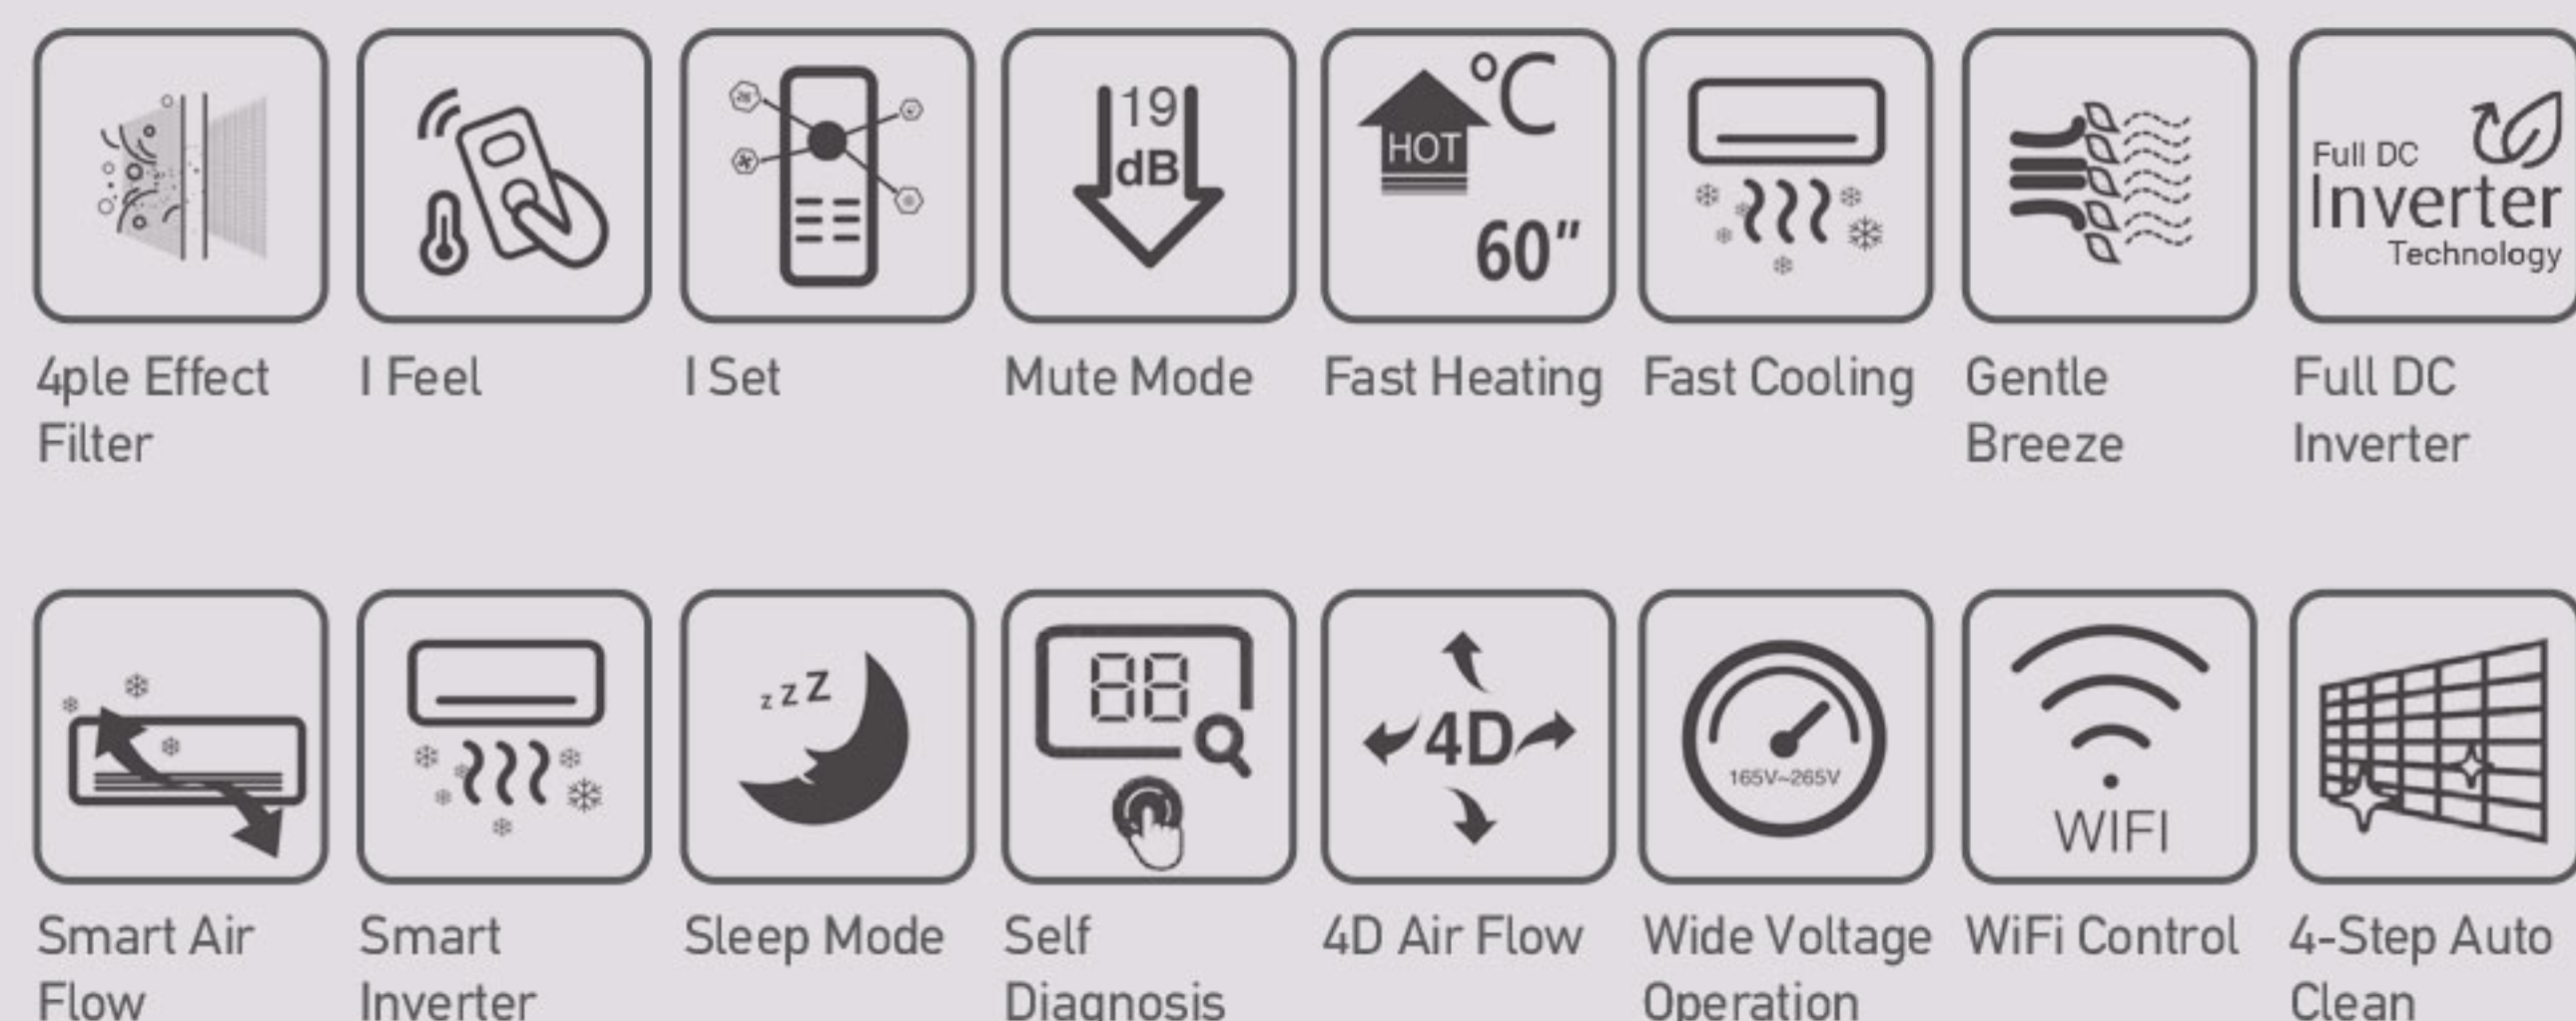 19
dB
°C
HOT
60"
Full DC
Inverter
Technology
4ple Effect
Filter
I Feel
I Set
Mute Mode
Fast Heating
Fast Cooling
Gentle
Breeze
Full DC
Inverter
z z Z
88
4D
165V~265V
WIFI
Smart Air
Flow
Smart
Inverter
Sleep Mode
Self
Diagnosis
4D Air Flow
Wide Voltage
Operation
WiFi Control
4-Step Auto
Clean